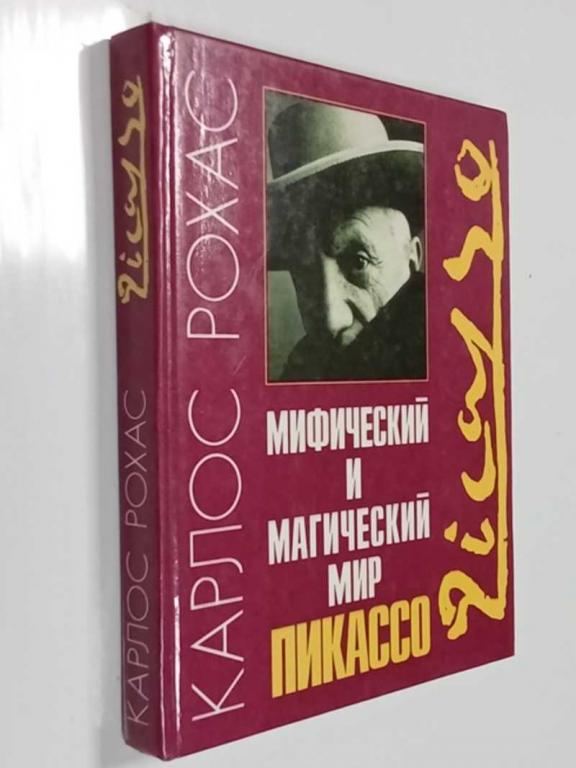 КАРЛОС РОХАС
Picasso
КАРЛОС РОХАС
МИФИЧЕСКИЙ
И
МАГИЧЕСКИЙ
МИР
ПИКАССО
Picasso